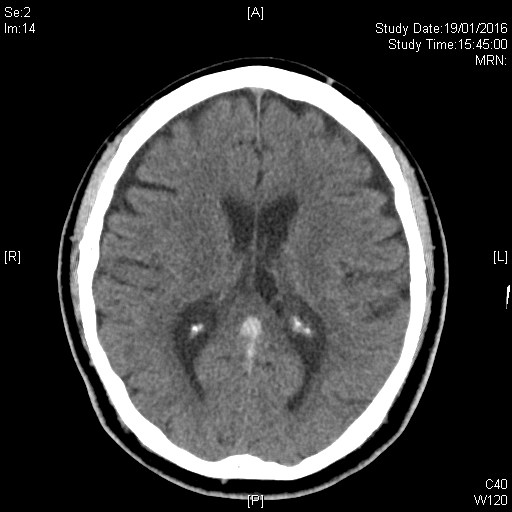 Se:2
Im:14
[A]
Study Date:19/01/2016
Study Time:15:45:00
MRN:
[R]
[L]
[P]
C40
W120